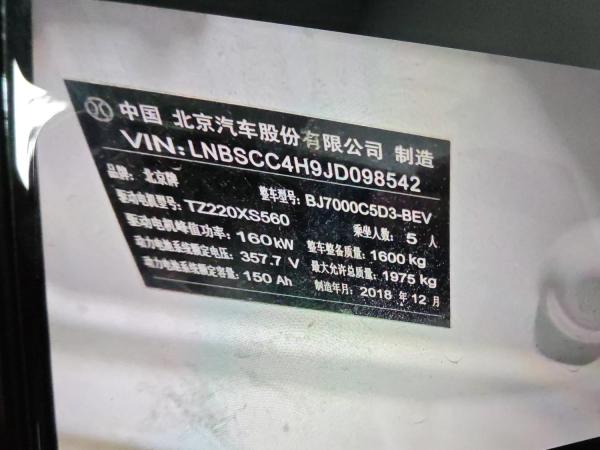 中国 北京汽车股份有限公司 制造
VIN: LNBSCC4H9JD098542
品牌: 北京牌 整车型号: BJ7000C5D3-BEV
驱动电机型号: TZ220XS560 乘坐人数: 5 人
驱动电机峰值功率: 160kW 整车整备质量: 1600 kg
动力电池系统额定电压: 357.7 V 最大允许总质量: 1975 kg
动力电池系统额定容量: 150 Ah 制造年月: 2018 年 12 月